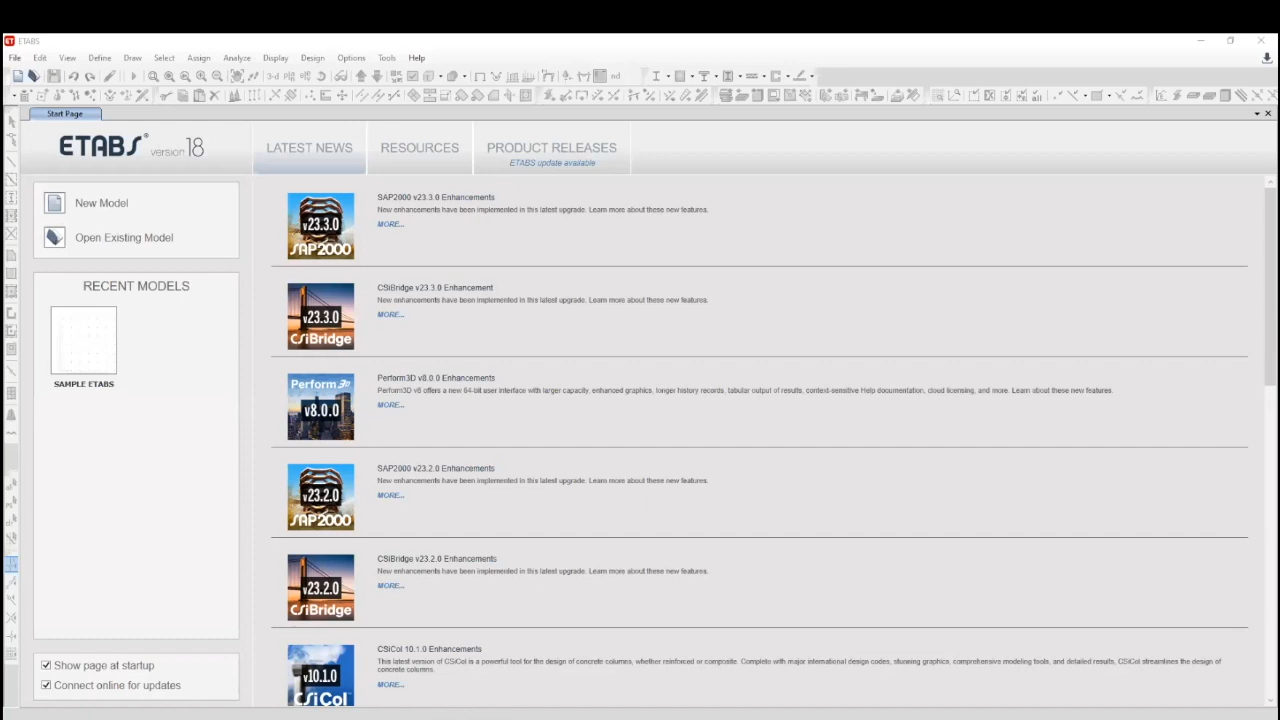 ETABS
File Edit View Define Draw Select Assign Analyze Display Design Options Tools Help
3-d
nd
Start Page
ETABS® version 18
LATEST NEWS
RESOURCES
PRODUCT RELEASES
ETABS update available
New Model
Open Existing Model
RECENT MODELS
SAMPLE ETABS
Show page at startup
Connect online for updates
v23.3.0
SAP2000
SAP2000 v23.3.0 Enhancements
New enhancements have been implemented in this latest upgrade. Learn more about these new features.
MORE...
v23.3.0
CSiBridge
CSiBridge v23.3.0 Enhancement
New enhancements have been implemented in this latest upgrade. Learn more about these new features.
MORE...
Perform 3D
v8.0.0
Perform3D v8.0.0 Enhancements
Perform3D v8 offers a new 64-bit user interface with larger capacity, enhanced graphics, longer history records, tabular output of results, context-sensitive Help documentation, cloud licensing, and more. Learn about these new features.
MORE...
v23.2.0
SAP2000
SAP2000 v23.2.0 Enhancements
New enhancements have been implemented in this latest upgrade. Learn more about these new features.
MORE...
v23.2.0
CSiBridge
CSiBridge v23.2.0 Enhancements
New enhancements have been implemented in this latest upgrade. Learn more about these new features.
MORE...
v10.1.0
CSiCol
CSiCol 10.1.0 Enhancements
This latest version of CSiCol is a powerful tool for the design of concrete columns, whether reinforced or composite. Complete with major international design codes, stunning graphics, comprehensive modeling tools, and detailed results, CSiCol streamlines the design of
concrete columns.
MORE...